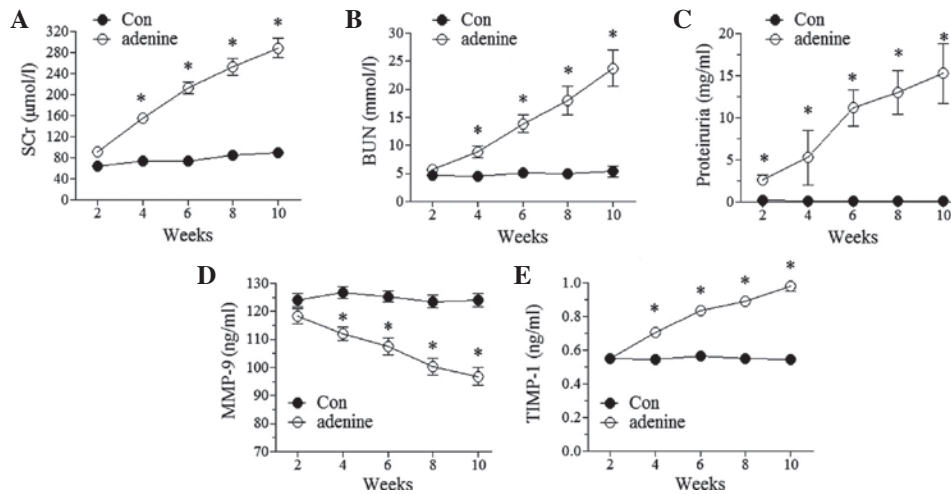 A
Con
adenine
320
280
240
200
160
120
80
40
SCr (μmol/l)
* * * * 
2 4 6 8 10
Weeks
B
Con
adenine
30
25
20
15
10
5
0
BUN (mmol/l)
* * * *
2 4 6 8 10
Weeks
C
Con
adenine
20
15
10
5
0
Proteiruria (mg/ml)
* * * * *
2 4 6 8 10
Weeks
D
130
120
110
100
90
80
70
MMP-9 (ng/ml)
* * * *
Con
adenine
2 4 6 8 10
Weeks
E
1.0
0.8
0.6
0.4
0.2
0.0
TIMP-1 (ng/ml)
* * * *
Con
adenine
2 4 6 8 10
Weeks